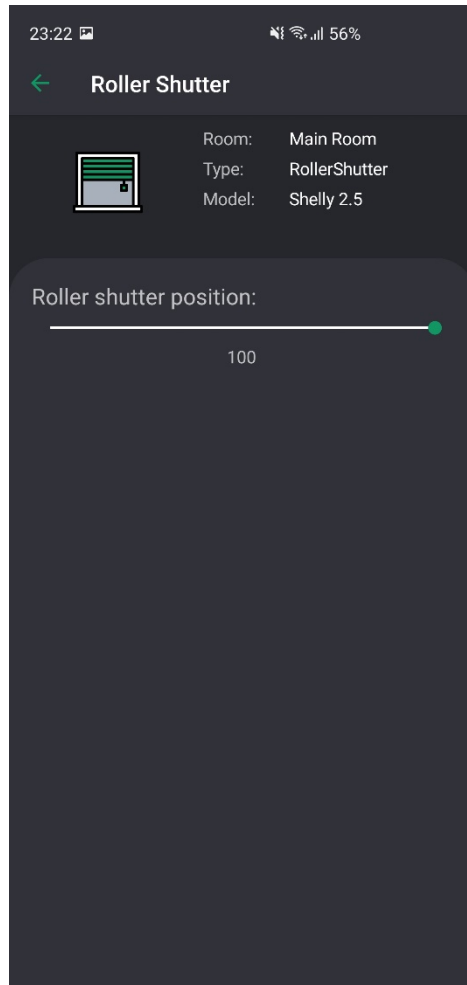 23:22 56%
Roller Shutter
Room: Main Room
Type: RollerShutter
Model: Shelly 2.5
Roller shutter position:
100